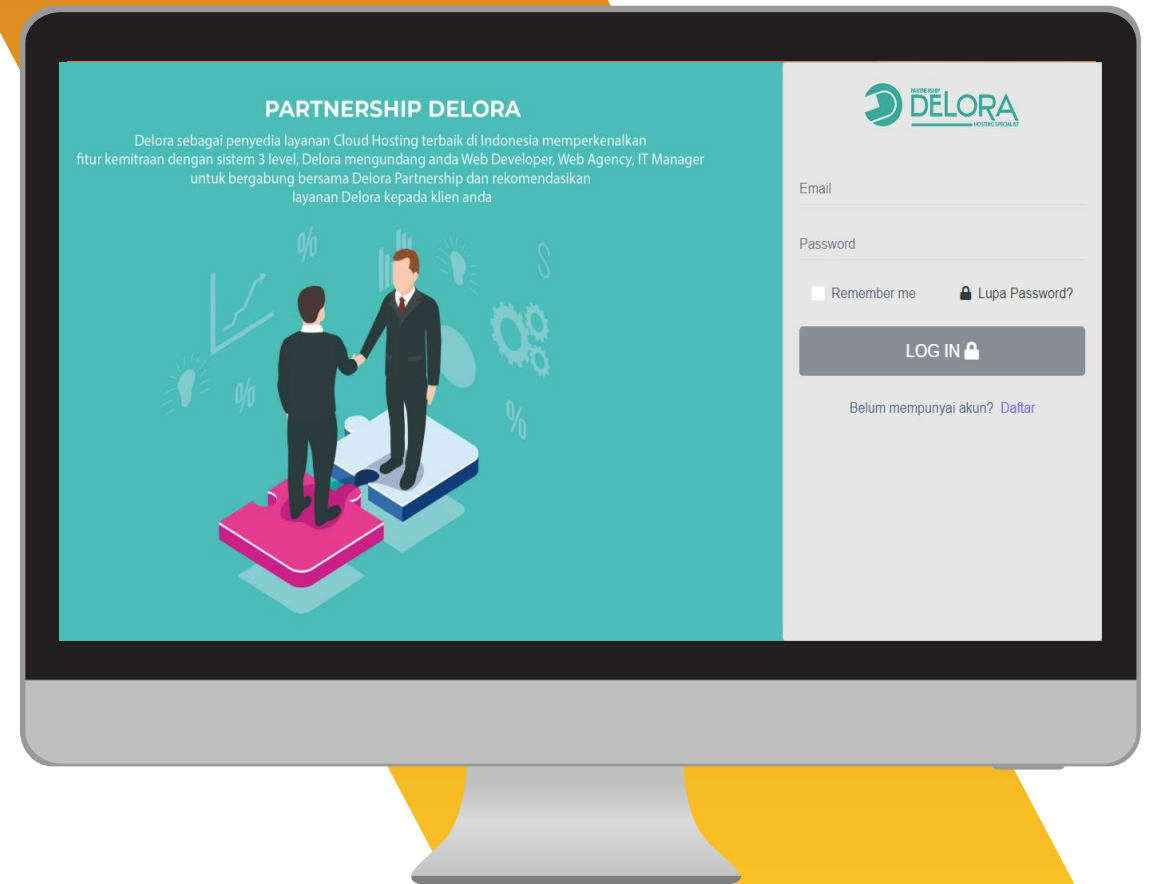 PARTNERSHIP DELORA
Delora sebagai penyedia layanan Cloud Hosting terbaik di Indonesia memperkenalkan
fitur kemitraan dengan sistem 3 level, Delora mengundang anda Web Developer, Web Agency, IT Manager
untuk bergabung bersama Delora Partnership dan rekomendasikan
layanan Delora kepada klien anda
%
$
%
%
PARTNERSHIP
DELORA
HOSTING SPECIALIST
Email
Password
Remember me
Lupa Password?
LOG IN
Belum mempunyai akun? Daftar